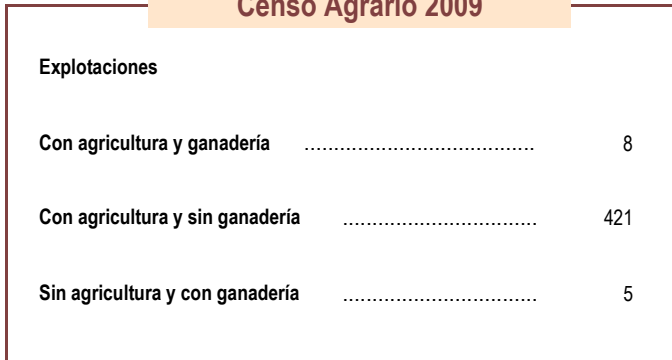 Censo Agrario 2009
Explotaciones
Con agricultura y ganadería ....................................... 8
Con agricultura y sin ganadería ................................. 421
Sin agricultura y con ganadería ................................. 5